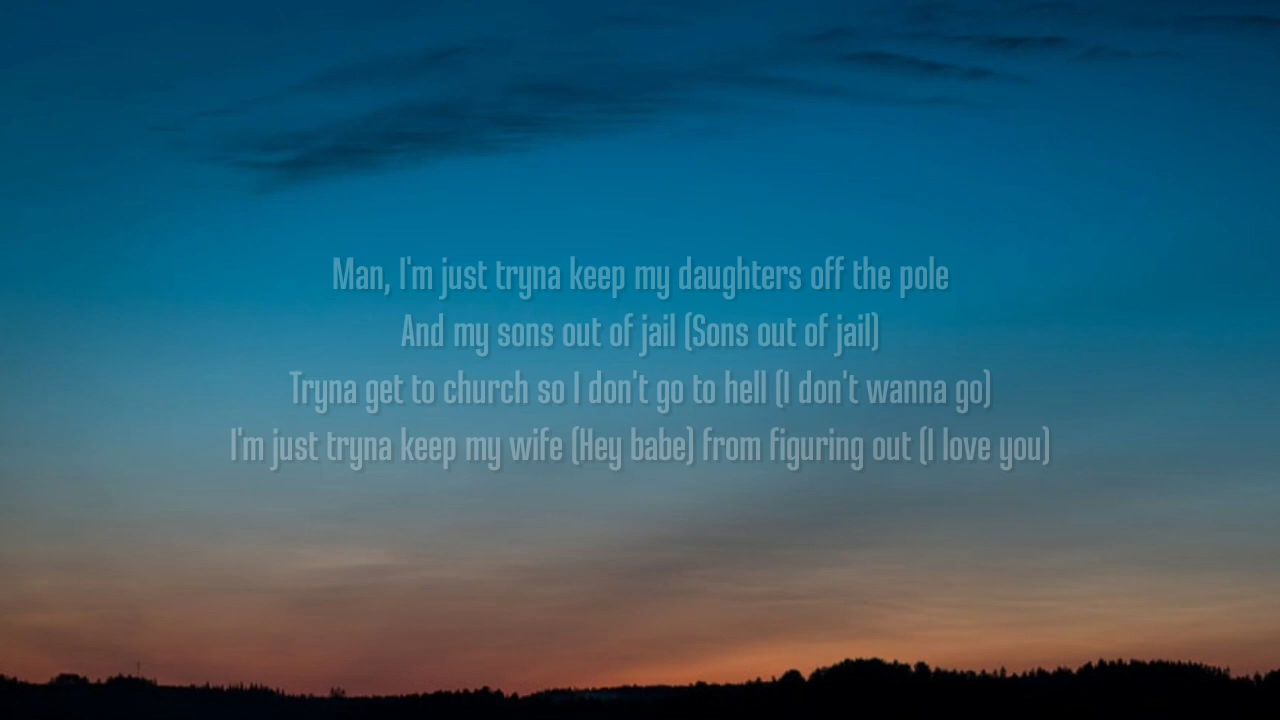 Man, I'm just tryna keep my daughters off the pole
And my sons out of jail (Sons out of jail)
Tryna get to church so I don't go to hell (I don't wanna go)
I'm just tryna keep my wife (Hey babe) from figuring out (I love you)